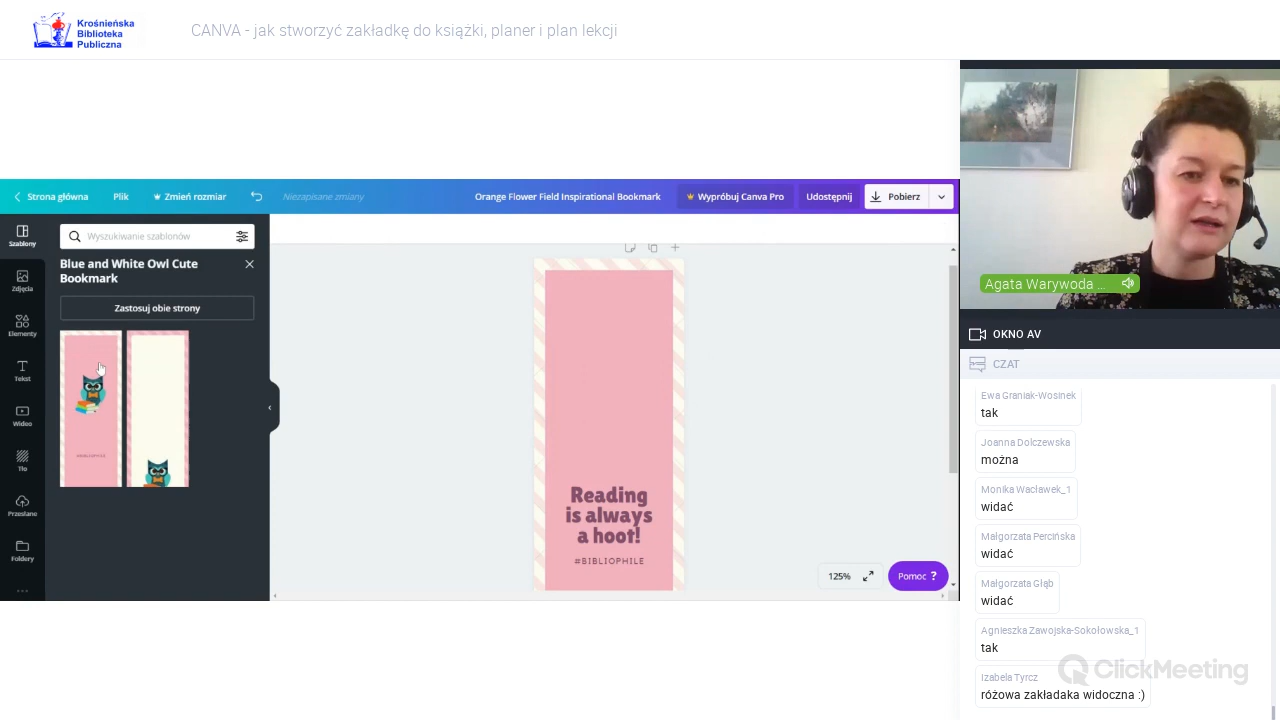 Krośnieńska
Biblioteka
Publiczna
CANVA - jak stworzyć zakładkę do książki, planer i plan lekcji
Strona główna
Plik
Zmień rozmiar
Niezapisane zmiany
Orange Flower Field Inspirational Bookmark
Wypróbuj Canva Pro
Udostępnij
Pobierz
Szablony
Zdjęcia
Elementy
Tekst
Wideo
Tło
Przesłane
Foldery
Wyszukiwanie szablonów
Blue and White Owl Cute
Bookmark
Zastosuj obie strony
#BIBLIOPHILE
Reading
is always
a hoot!
#BIBLIOPHILE
125%
Pomoc ?
Agata Warywoda ...
OKNO AV
CZAT
Ewa Graniak-Wosinek
tak
Joanna Dolczewska
można
Monika Wacławek_1
widać
Małgorzata Percińska
widać
Małgorzata Głąb
widać
Agnieszka Zawojska-Sokołowska_1
tak
Izabela Tyrcz
różowa zakładaka widoczna :)
ClickMeeting